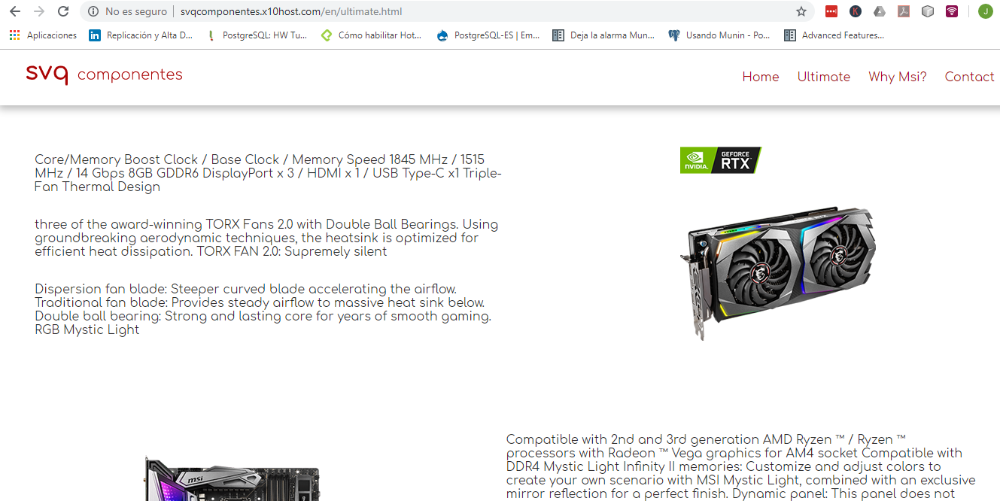 No es seguro | svqcomponentes.x10host.com/en/ultimate.html
Aplicaciones
Replicación y Alta D...
PostgreSQL: HW Tu...
Cómo habilitar Hot...
PostgreSQL-ES | Em...
Deja la alarma Mun...
Usando Munin - Po...
Advanced Features...
J
svq componentes
Home
Ultimate
Why Msi?
Contact
Core/Memory Boost Clock / Base Clock / Memory Speed 1845 MHz / 1515
MHz / 14 Gbps 8GB GDDR6 DisplayPort x 3 / HDMI x 1 / USB Type-C x1 Triple-
Fan Thermal Design
three of the award-winning TORX Fans 2.0 with Double Ball Bearings. Using
groundbreaking aerodynamic techniques, the heatsink is optimized for
efficient heat dissipation. TORX FAN 2.0: Supremely silent
Dispersion fan blade: Steeper curved blade accelerating the airflow.
Traditional fan blade: Provides steady airflow to massive heat sink below.
Double ball bearing: Strong and lasting core for years of smooth gaming.
RGB Mystic Light
NVIDIA.
GEFORCE
RTX™
msi
Compatible with 2nd and 3rd generation AMD Ryzen ™ / Ryzen ™
processors with Radeon ™ Vega graphics for AM4 socket Compatible with
DDR4 Mystic Light Infinity II memories: Customize and adjust colors to
create your own scenario with MSI Mystic Light, combined with an exclusive
mirror reflection for a perfect finish. Dynamic panel: This panel does not